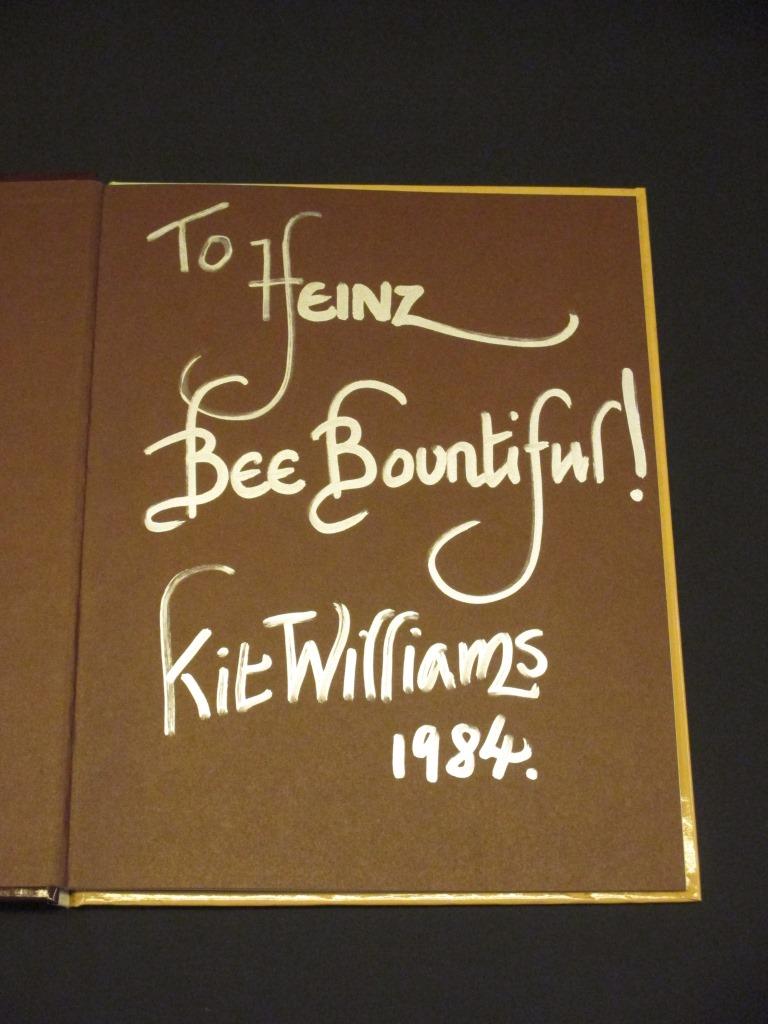 To Heinz
Bee Bountiful!
Kit Williams
1984.